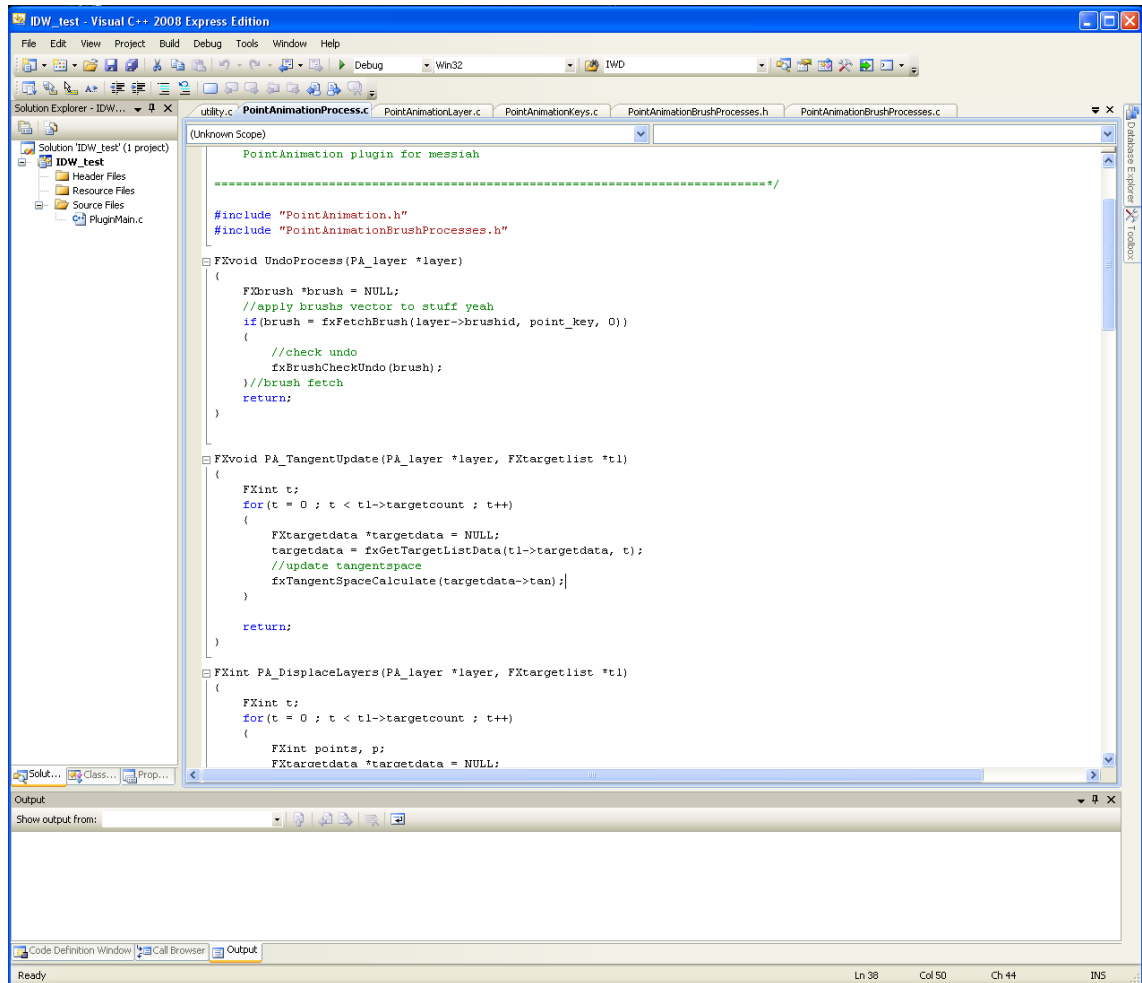 IDW_test - Visual C++ 2008 Express Edition
File Edit View Project Build Debug Tools Window Help
Debug Win32 IWD
Solution Explorer - IDW...
utility.c PointAnimationProcess.c PointAnimationLayer.c PointAnimationKeys.c PointAnimationBrushProcesses.h PointAnimationBrushProcesses.c
(Unknown Scope)
Solution 'IDW_test' (1 project)
IDW_test
Header Files
Resource Files
Source Files
PluginMain.c
PointAnimation plugin for messiah
=============================================================================*/
#include "PointAnimation.h"
#include "PointAnimationBrushProcesses.h"
FXvoid UndoProcess(PA_layer *layer)
{
FXbrush *brush = NULL;
//apply brushs vector to stuff yeah
if(brush = fxFetchBrush(layer->brushid, point_key, 0))
{
//check undo
fxBrushCheckUndo(brush);
}//brush fetch
return;
}
FXvoid PA_TangentUpdate(PA_layer *layer, FXtargetlist *tl)
{
FXint t;
for(t = 0 ; t < tl->targetcount ; t++)
{
FXtargetdata *targetdata = NULL;
targetdata = fxGetTargetListData(tl->targetdata, t);
//update tangentspace
fxTangentSpaceCalculate(targetdata->tan);
}
return;
}
FXint PA_DisplaceLayers(PA_layer *layer, FXtargetlist *tl)
{
FXint t;
for(t = 0 ; t < tl->targetcount ; t++)
{
FXint points, p;
FXtargetdata *targetdata = NULL;
Database Explorer
Toolbox
Solut... Class... Prop...
Output
Show output from:
Code Definition Window Call Browser Output
Ready Ln 38 Col 50 Ch 44 INS